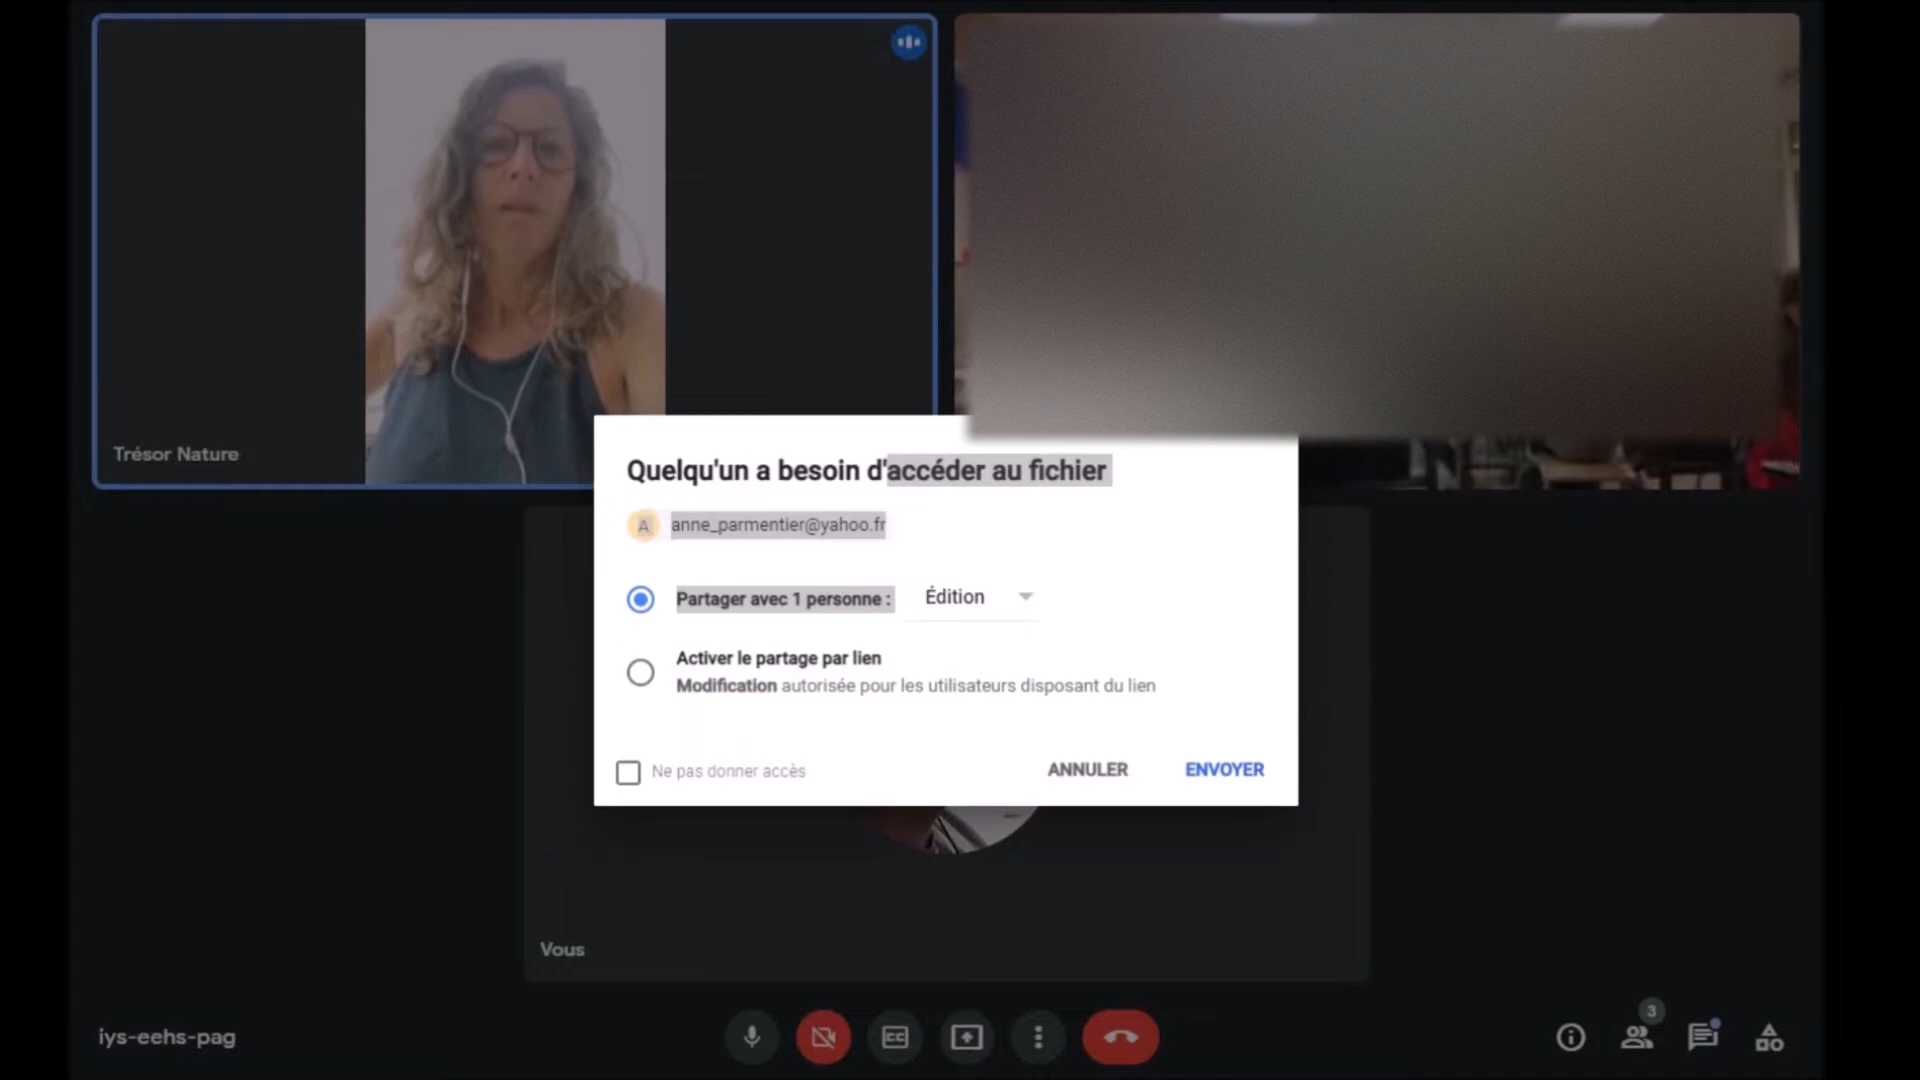 Trésor Nature
Quelqu'un a besoin d'accéder au fichier
A anne_parmentier@yahoo.fr
Partager avec 1 personne : Édition
Activer le partage par lien
Modification autorisée pour les utilisateurs disposant du lien
Ne pas donner accès ANNULER ENVOYER
Vous
iys-eehs-pag
CC
3